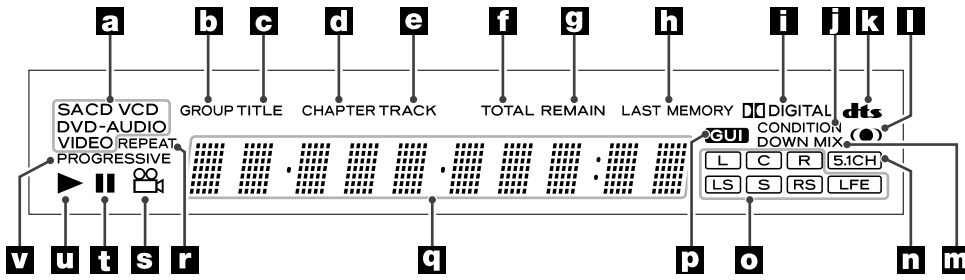 a b c d e f g h i j k l
SACD VCD GROUP TITLE CHAPTER TRACK TOTAL REMAIN LAST MEMORY DIGITAL dts
DVD-AUDIO GUI CONDITION
VIDEO REPEAT DOWN MIX
PROGRESSIVE L C R 5.1CH
LS S RS LFE
v u t s r q p o n m